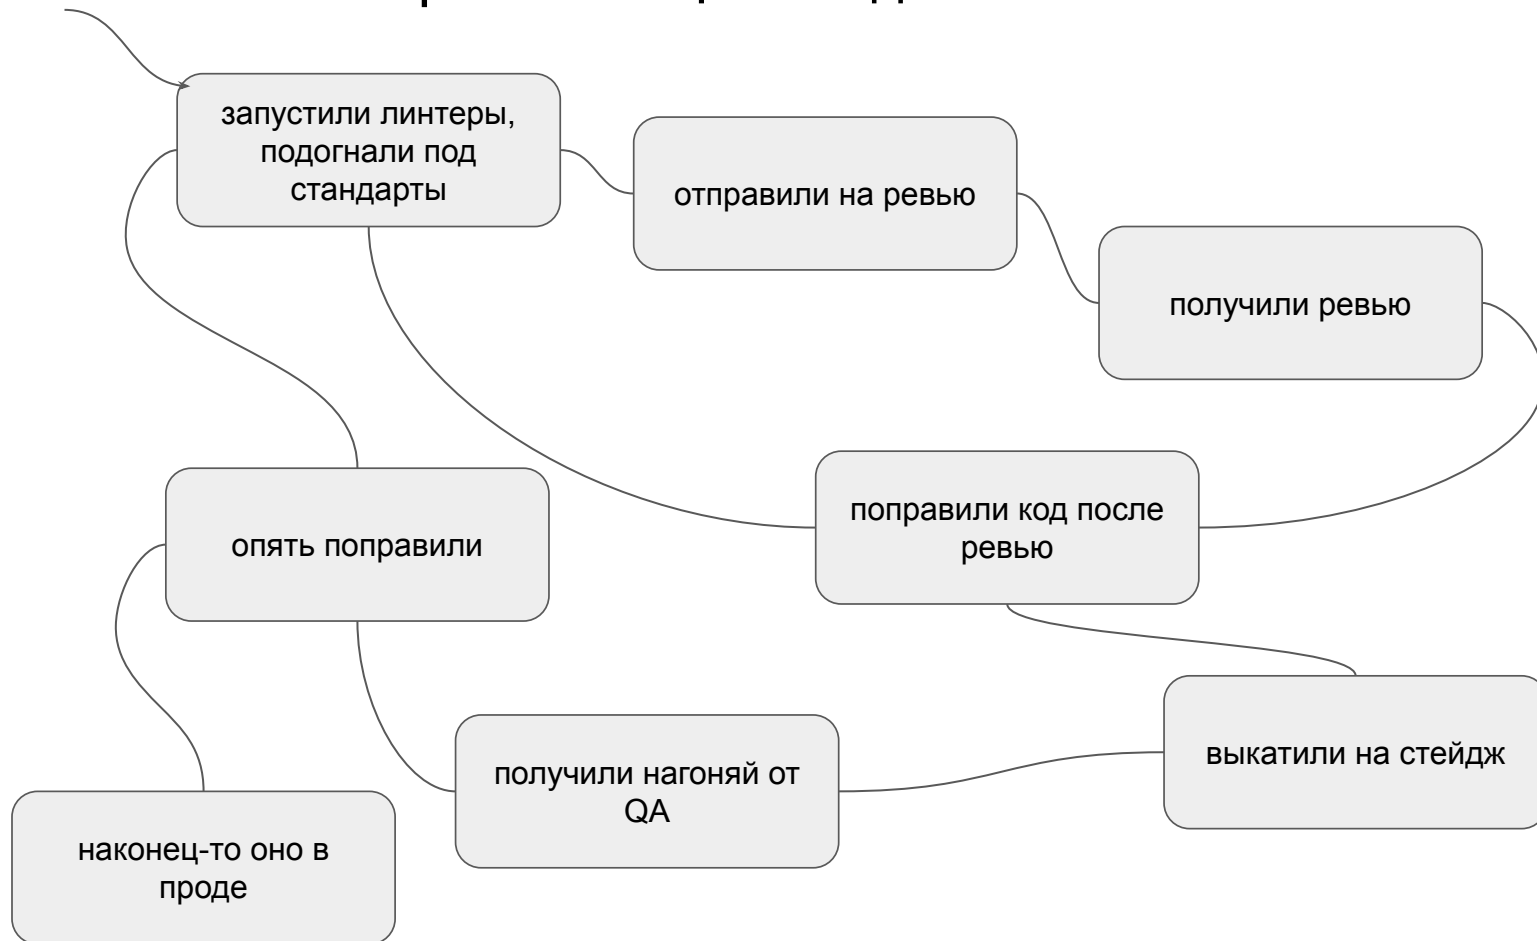 запустили линтеры,
подогнали под
стандарты
отправили на ревью
получили ревью
поправили код после
ревью
опять поправили
выкатили на стейдж
получили нагоняй от
QA
наконец-то оно в
проде